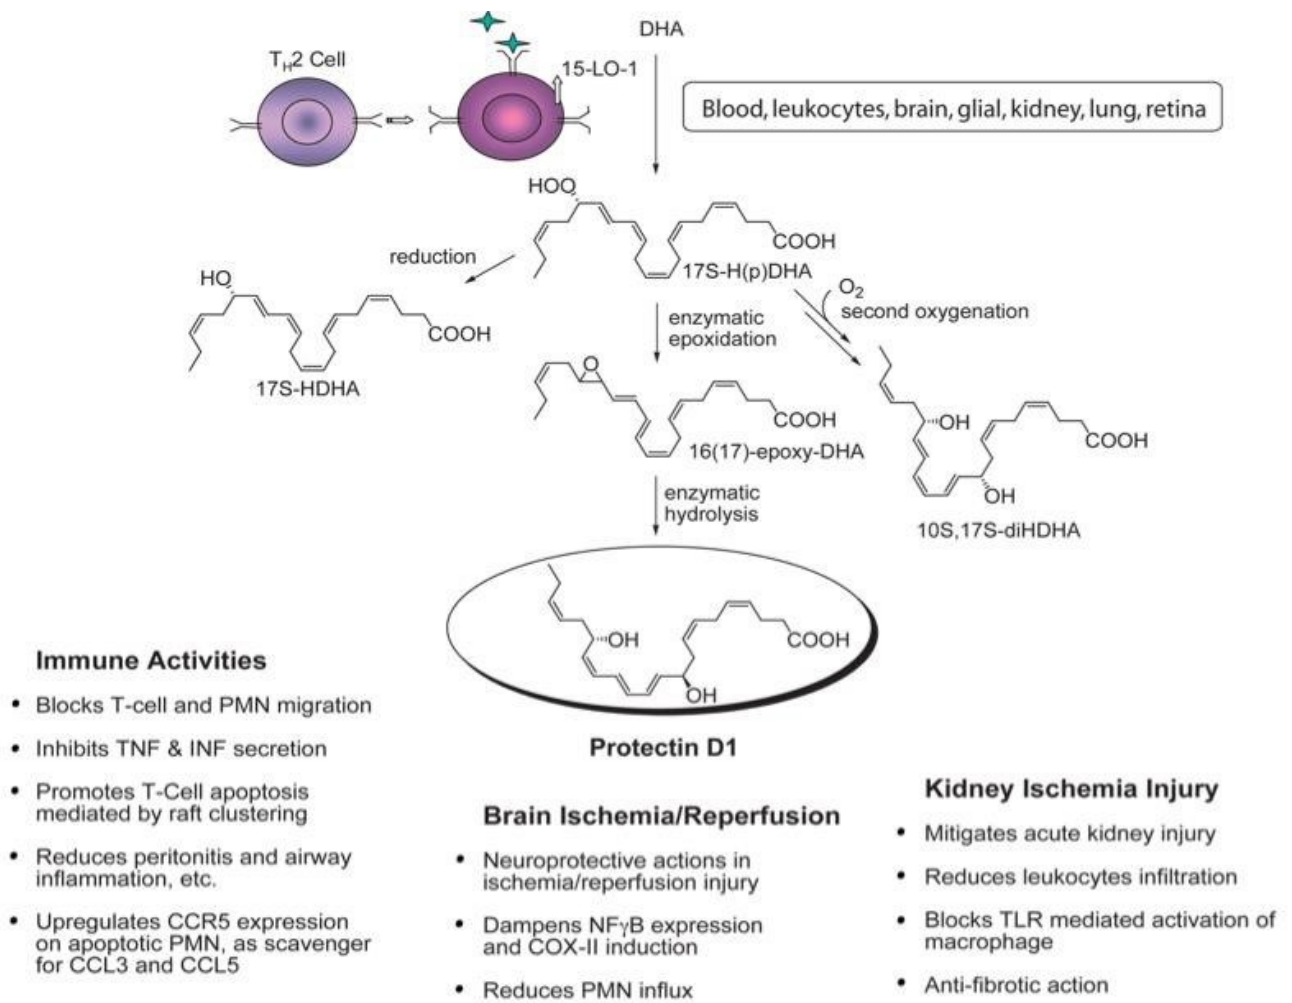 DHA
TH2 Cell
15-LO-1
Blood, leukocytes, brain, glial, kidney, lung, retina
HOO
COOH
17S-H(p)DHA
reduction
HO
COOH
17S-HDHA
enzymatic
epoxidation
O2
second oxygenation
O
COOH
16(17)-epoxy-DHA
OH
COOH
OH
10S,17S-diHDHA
enzymatic
hydrolysis
OH
COOH
OH
Protectin D1
Immune Activities
• Blocks T-cell and PMN migration
• Inhibits TNF & INF secretion
• Promotes T-Cell apoptosis
mediated by raft clustering
• Reduces peritonitis and airway
inflammation, etc.
• Upregulates CCR5 expression
on apoptotic PMN, as scavenger
for CCL3 and CCL5
Brain Ischemia/Reperfusion
• Neuroprotective actions in
ischemia/reperfusion injury
• Dampens NFγB expression
and COX-II induction
• Reduces PMN influx
Kidney Ischemia Injury
• Mitigates acute kidney injury
• Reduces leukocytes infiltration
• Blocks TLR mediated activation of
macrophage
• Anti-fibrotic action